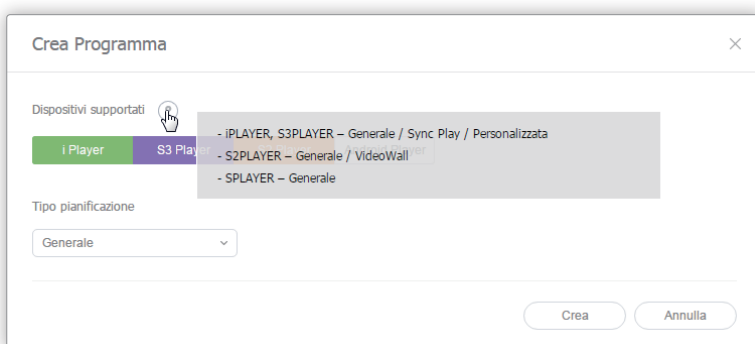 Crea Programma
Dispositivi supportati
- iPLAYER, S3PLAYER – Generale / Sync Play / Personalizzata
i Player S3 Player
- S2PLAYER – Generale / VideoWall
- SPLAYER – Generale
Tipo pianificazione
Generale
Crea Annulla